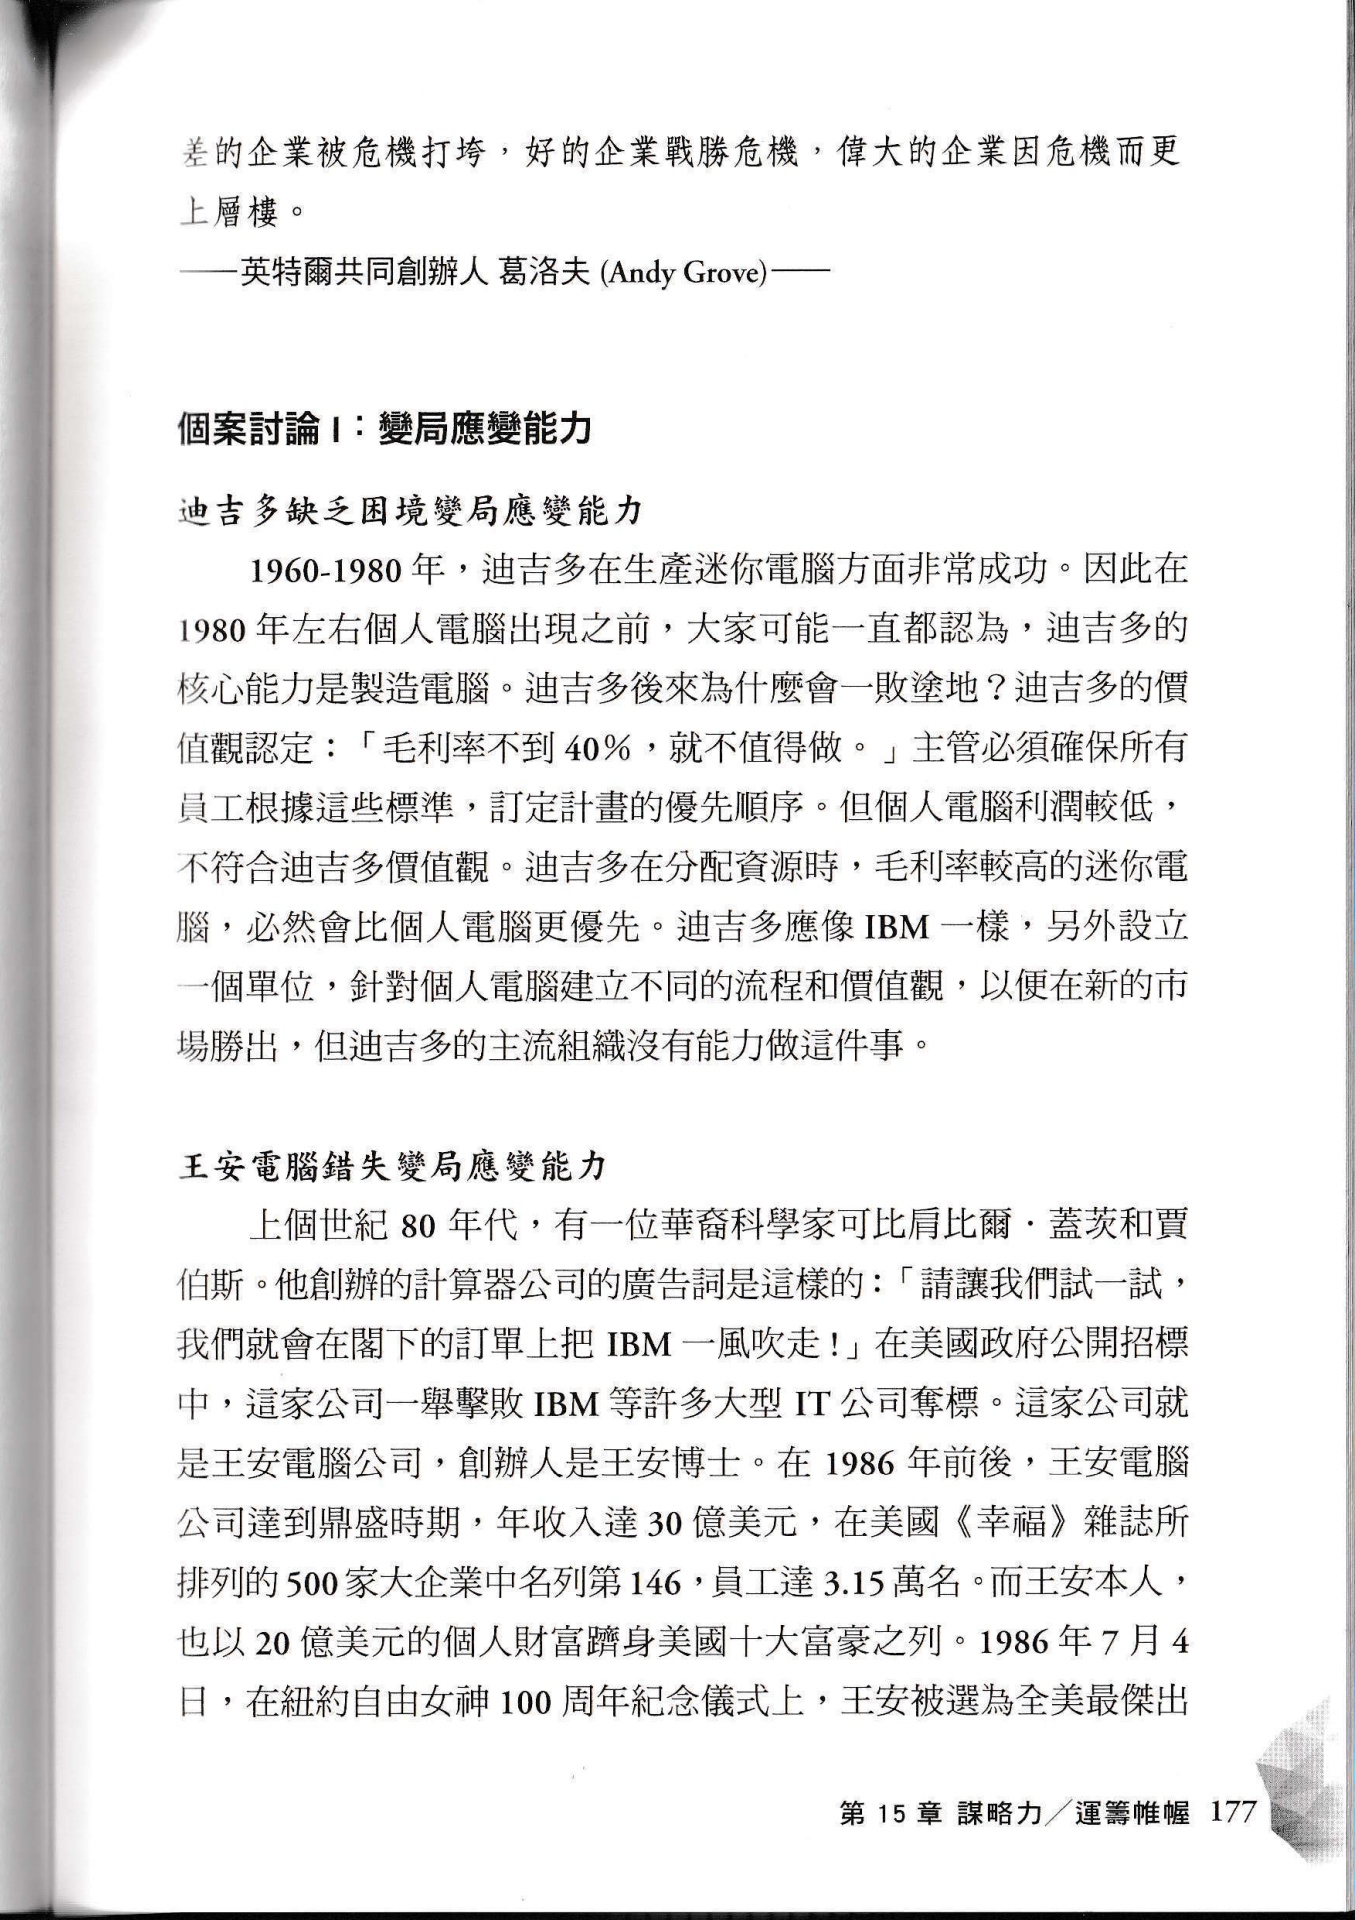 差的企業被危機打垮，好的企業戰勝危機，偉大的企業因危機而更
上層樓。
——英特爾共同創辦人 葛洛夫 (Andy Grove)——
個案討論 I：變局應變能力
迪吉多缺乏困境變局應變能力
1960-1980 年，迪吉多在生產迷你電腦方面非常成功。因此在
1980 年左右個人電腦出現之前，大家可能一直都認為，迪吉多的
核心能力是製造電腦。迪吉多後來為什麼會一敗塗地？迪吉多的價
值觀認定：「毛利率不到 40%，就不值得做。」主管必須確保所有
員工根據這些標準，訂定計畫的優先順序。但個人電腦利潤較低，
不符合迪吉多價值觀。迪吉多在分配資源時，毛利率較高的迷你電
腦，必然會比個人電腦更優先。迪吉多應像 IBM 一樣，另外設立
一個單位，針對個人電腦建立不同的流程和價值觀，以便在新的市
場勝出，但迪吉多的主流組織沒有能力做這件事。
王安電腦錯失變局應變能力
上個世紀 80 年代，有一位華裔科學家可比肩比爾．蓋茨和賈
伯斯。他創辦的計算器公司的廣告詞是這樣的：「請讓我們試一試，
我們就會在閣下的訂單上把 IBM 一風吹走！」在美國政府公開招標
中，這家公司一舉擊敗 IBM 等許多大型 IT 公司奪標。這家公司就
是王安電腦公司，創辦人是王安博士。在 1986 年前後，王安電腦
公司達到鼎盛時期，年收入達 30 億美元，在美國《幸福》雜誌所
排列的 500 家大企業中名列第 146，員工達 3.15 萬名。而王安本人，
也以 20 億美元的個人財富躋身美國十大富豪之列。1986 年 7 月 4
日，在紐約自由女神 100 周年紀念儀式上，王安被選為全美最傑出
第 15 章 謀略力／運籌帷幄 177